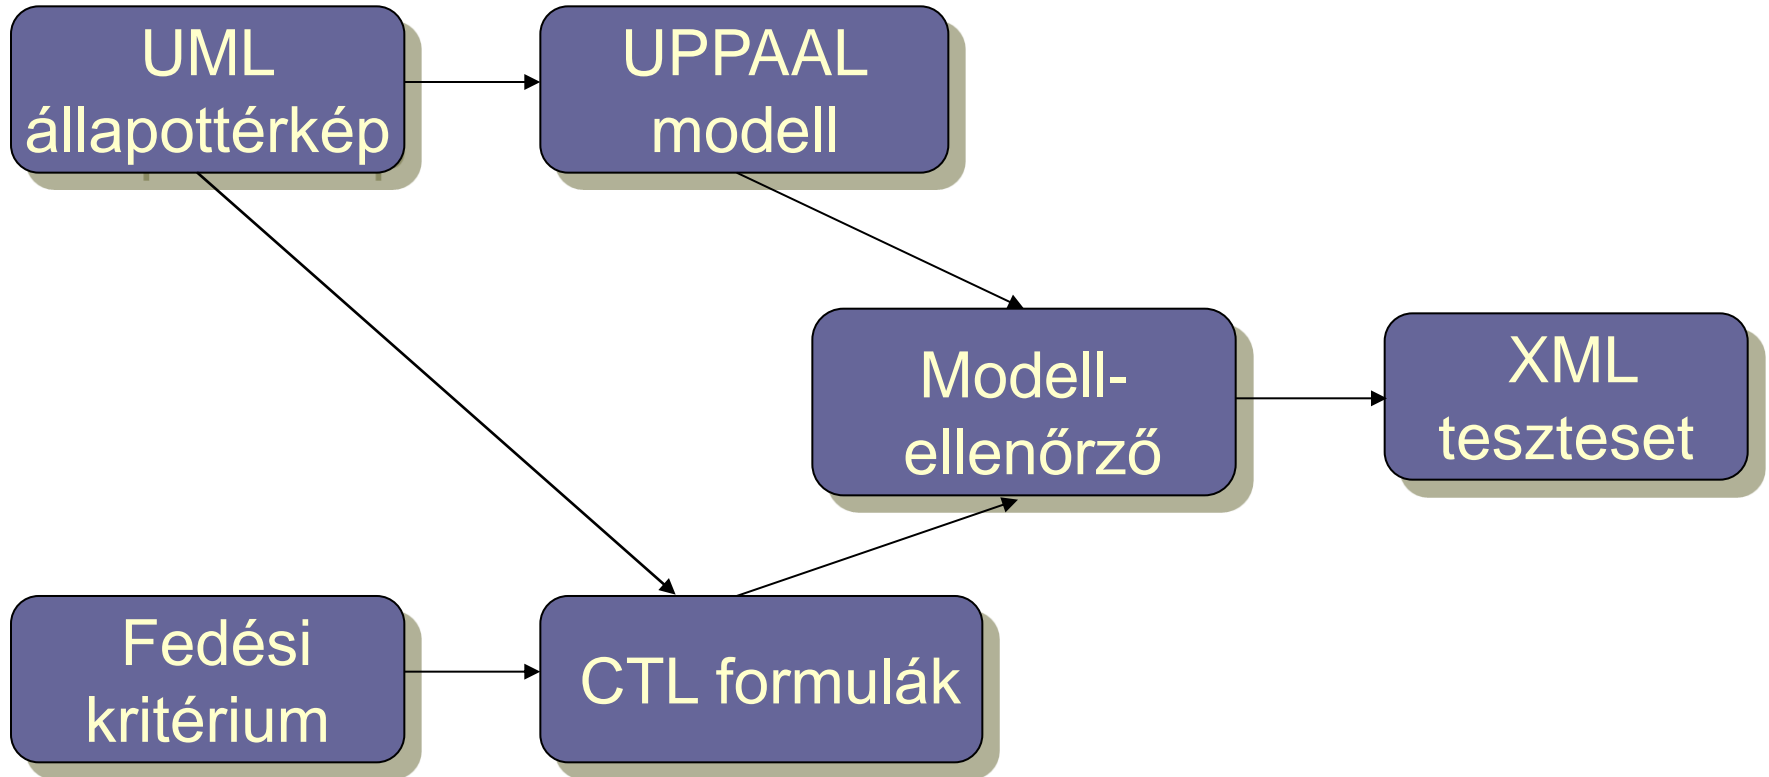 UML
állapottérkép
UPPAAL
modell
Modell-
ellenőrző
XML
teszteset
Fedési
kritérium
CTL formulák